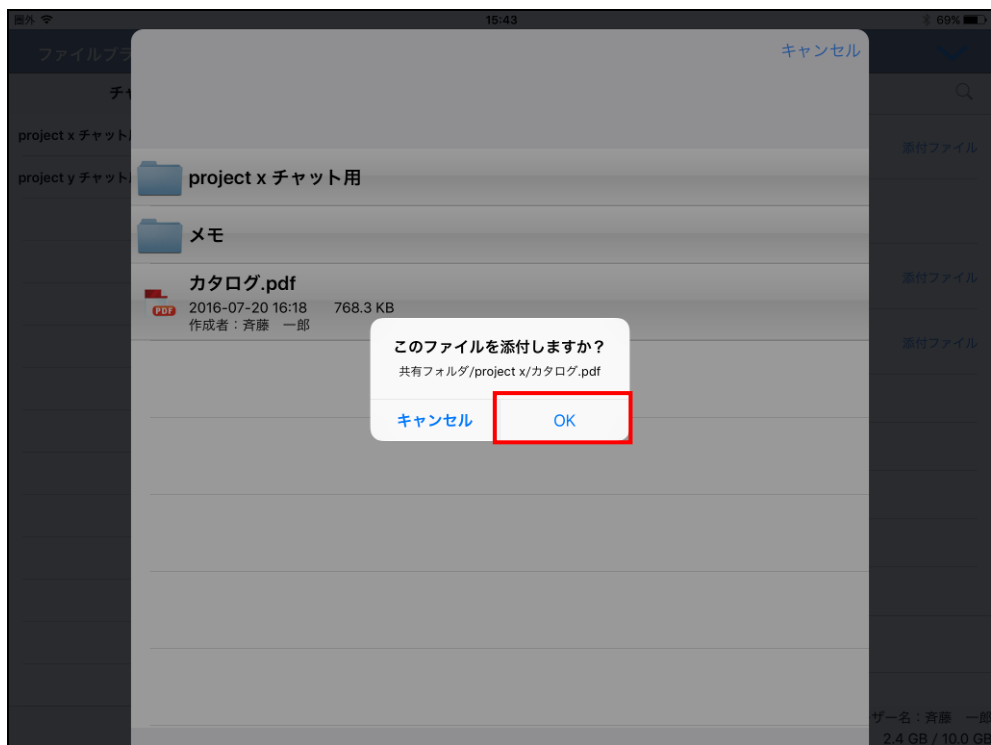 圏外 15:43 69%
ファイルブラ
キャンセル
チャ
project x チャット用
添付ファイル
project y チャット用
project x チャット用
メモ
カタログ.pdf
添付ファイル
PDF
2016-07-20 16:18 768.3 KB
作成者：斉藤 一郎
このファイルを添付しますか？
添付ファイル
共有フォルダ/project x/カタログ.pdf
キャンセル OK
ザー名：斉藤 一郎
2.4 GB / 10.0 GB